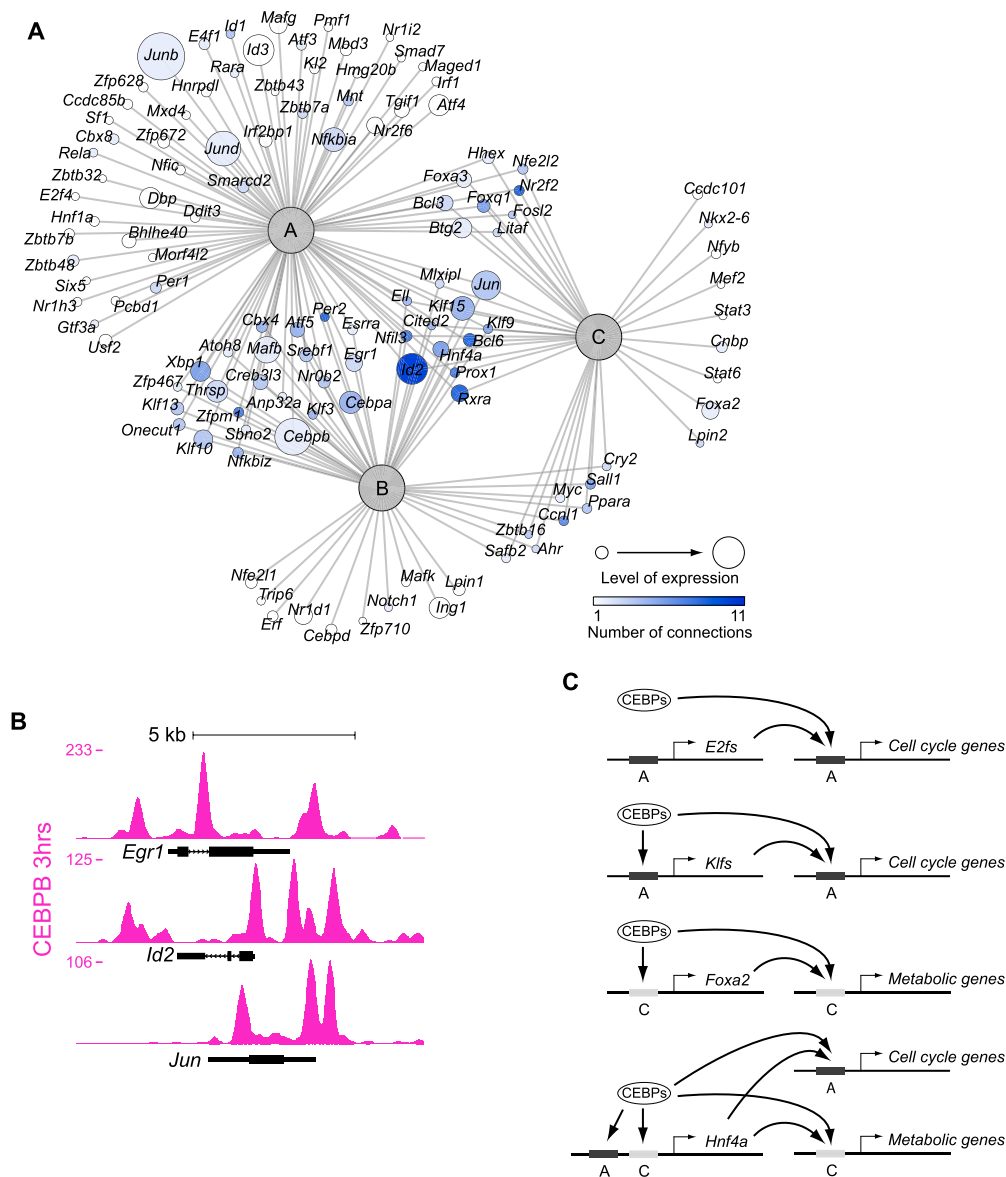 A
Mafg
Pmf1
Id1
E4f1
Atf3
Nr1i2
Junb
Id3
Mbd3
Smad7
Kl2
Rara
Hmg20b
Maged1
Zfp628
Hnrpdl
Zbtb43
Irf1
Ccdc85b
Mnt
Tgif1
Atf4
Mxd4
Zbtb7a
Sf1
Cbx8
Zfp672
Irf2bp1
Nr2f6
Nfkbia
Jund
Rela
Nfic
Hhex
Nfe2l2
Zbtb32
Smarcd2
Foxa3
Nr2f2
E2f4
Dbp
Bcl3
Foxq1
Ccdc101
Ddit3
Fosl2
Hnf1a
Btg2
Litaf
Nkx2-6
Zbtb7b
Bhlhe40
A
Nfyb
Zbtb48
Morf4l2
Mlxipl
Jun
Mef2
Six5
Per1
Ell
Klf15
Stat3
Nr1h3
Pcbd1
Per2
Cited2
Klf9
C
Gtf3a
Cbx4
Atf5
Esrra
Nfil3
Bcl6
Cnbp
Usf2
Atoh8
Mafb
Srebf1
Egr1
Hnf4a
Xbp1
Id2
Prox1
Stat6
Zfp467
Thrsp
Creb3l3
Nr0b2
Rxra
Foxa2
Klf13
Zfpm1
Anp32a
Klf3
Cebpa
Onecut1
Sbno2
Cebpb
Lpin2
Klf10
Nfkbiz
Cry2
B
Myc
Sall1
Ppara
Ccnl1
Zbtb16
Safb2
Ahr
Nfe2l1
Mafk
Lpin1
Trip6
Nr1d1
Notch1
Ing1
Erf
Cebpd
Zfp710
Level of expression
1
11
Number of connections
B
5 kb
233
Egr1
125
CEBPB 3hrs
Id2
106
Jun
C
CEBPs
E2fs
Cell cycle genes
A
A
CEBPs
Klfs
Cell cycle genes
A
A
CEBPs
Foxa2
Metabolic genes
C
C
Cell cycle genes
A
CEBPs
Hnf4a
Metabolic genes
A
C
C